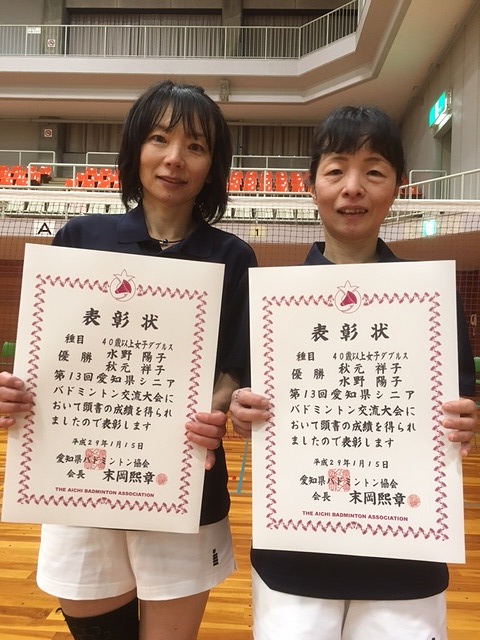 A
1
表彰状
種目　40歳以上女子ダブルス
優勝　水野　陽子
秋元　祥子
第13回愛知県シニア
バドミントン交流大会に
おいて頭書の成績を得られ
ましたので表彰します
平成29年1月15日
愛知県バドミントン協会
会長　末岡熙章
THE AICHI BADMINTON ASSOCIATION
表彰状
種目　40歳以上女子ダブルス
優勝　秋元　祥子
水野　陽子
第13回愛知県シニア
バドミントン交流大会に
おいて頭書の成績を得られ
ましたので表彰します
平成29年1月15日
愛知県バドミントン協会
会長　末岡熙章
THE AICHI BADMINTON ASSOCIATION